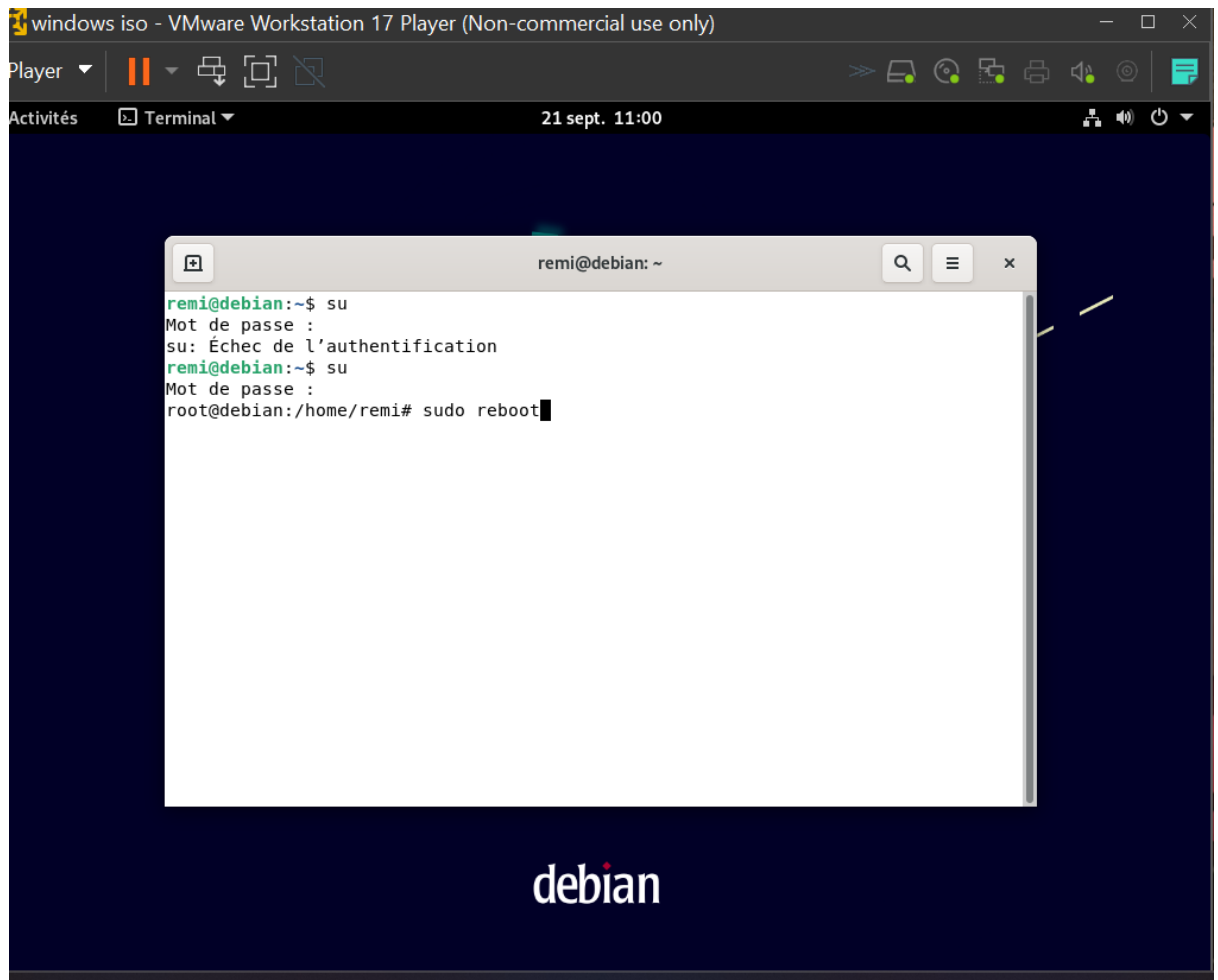 windows iso - VMware Workstation 17 Player (Non-commercial use only)
Player
Activités Terminal 21 sept. 11:00
remi@debian: ~
remi@debian:~$ su
Mot de passe :
su: Échec de l’authentification
remi@debian:~$ su
Mot de passe :
root@debian:/home/remi# sudo reboot
debian